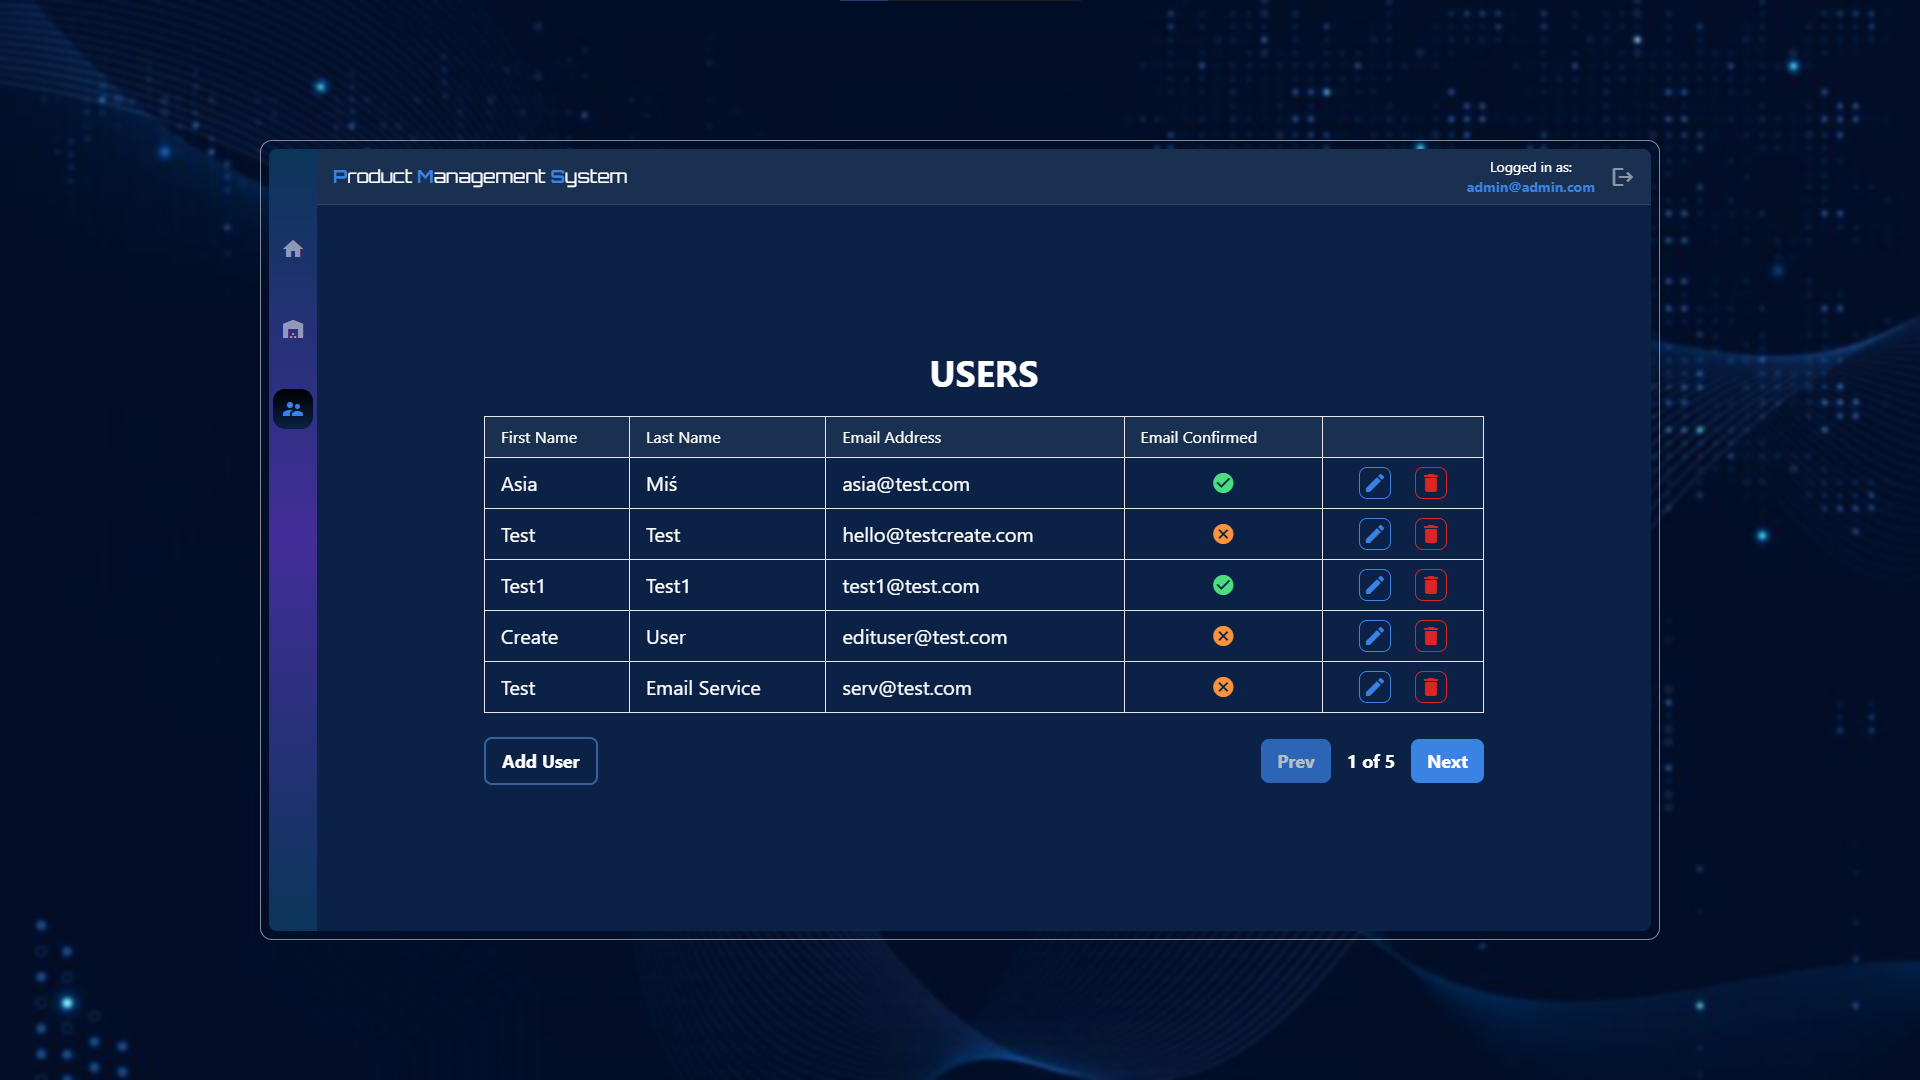 Product Management System
Logged in as:
admin@admin.com
USERS
First Name Last Name Email Address Email Confirmed
Asia Miś asia@test.com
Test Test hello@testcreate.com
Test1 Test1 test1@test.com
Create User edituser@test.com
Test Email Service serv@test.com
Add User Prev 1 of 5 Next